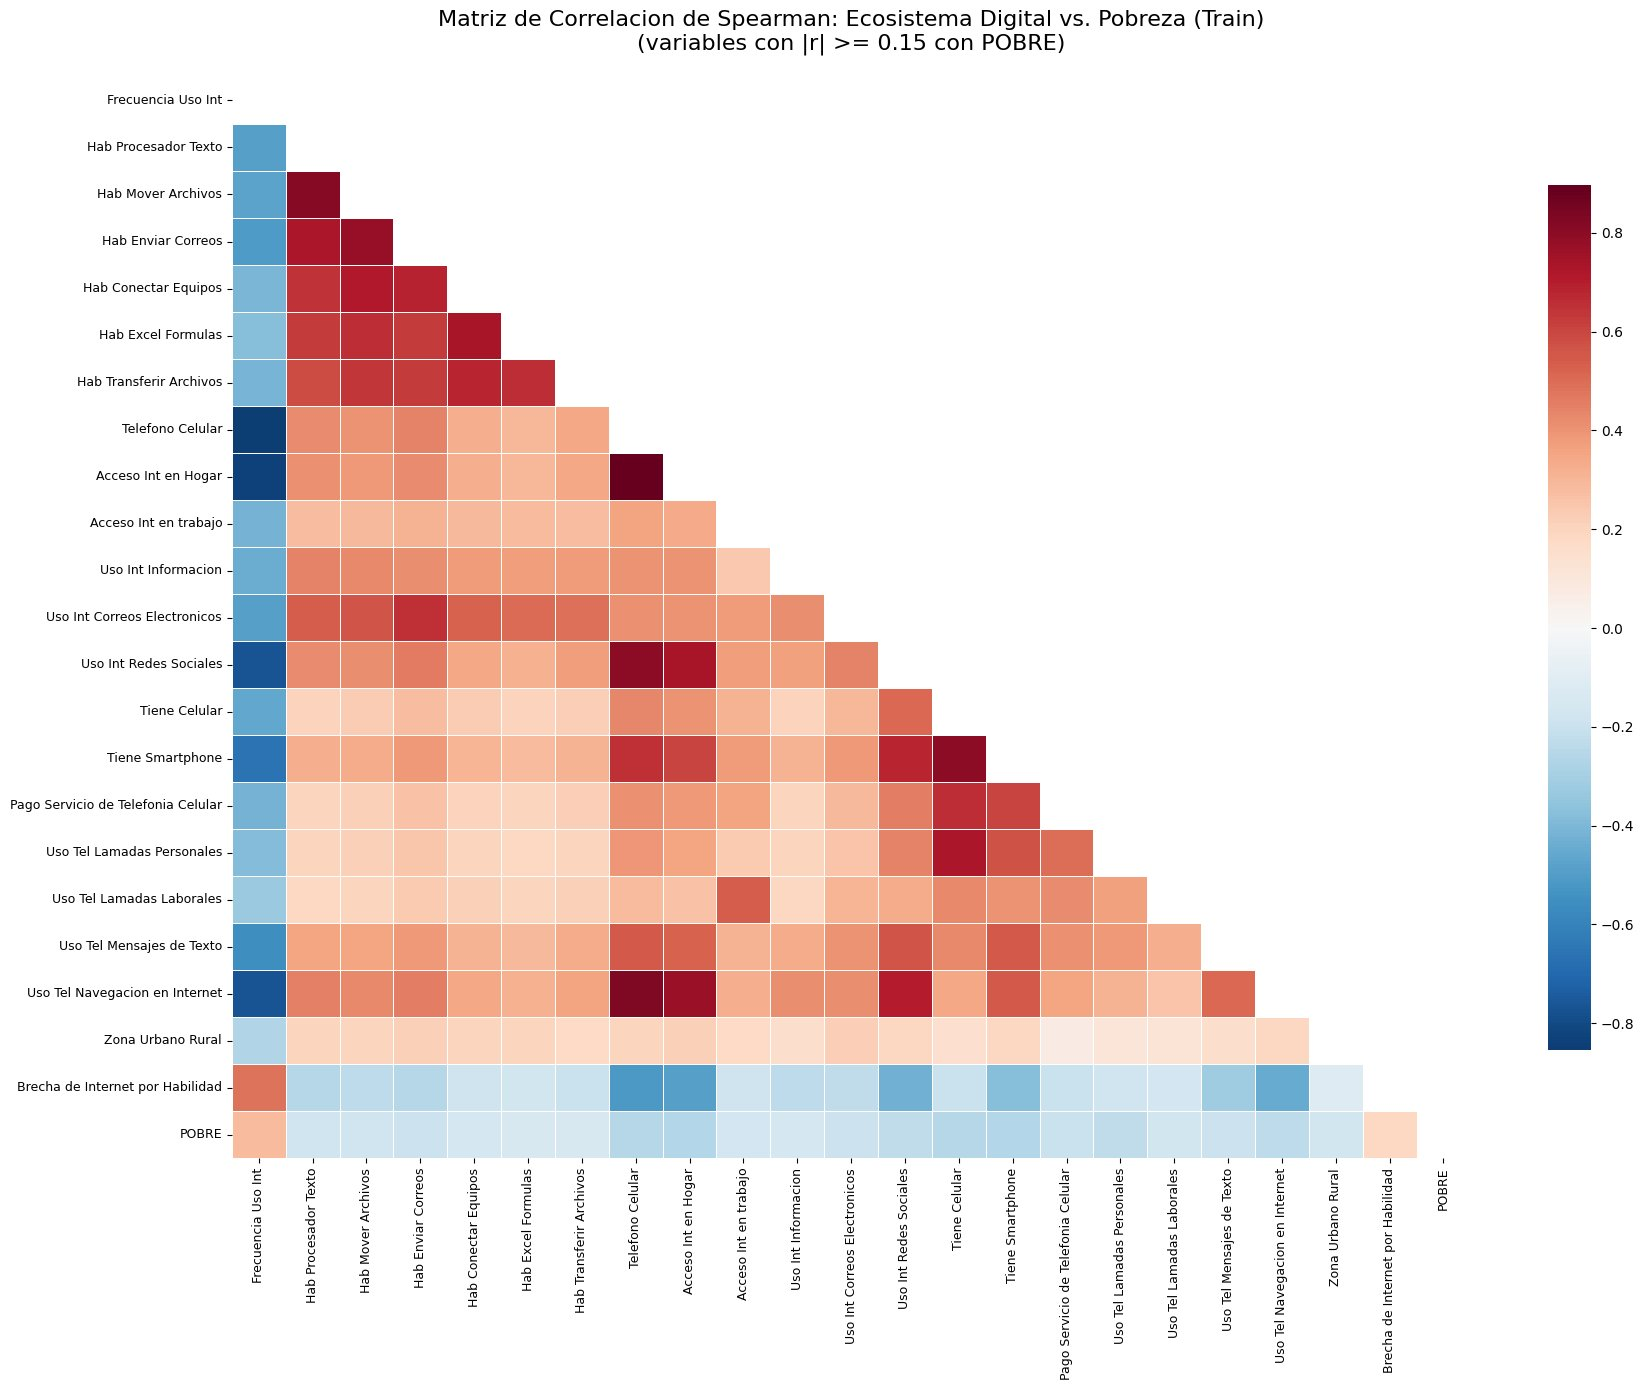 Matriz de Correlacion de Spearman: Ecosistema Digital vs. Pobreza (Train)
(variables con |r| >= 0.15 con POBRE)
Frecuencia Uso Int
Hab Procesador Texto
Hab Mover Archivos
Hab Enviar Correos
Hab Conectar Equipos
Hab Excel Formulas
Hab Transferir Archivos
Telefono Celular
Acceso Int en Hogar
Acceso Int en trabajo
Uso Int Informacion
Uso Int Correos Electronicos
Uso Int Redes Sociales
Tiene Celular
Tiene Smartphone
Pago Servicio de Telefonia Celular
Uso Tel Lamadas Personales
Uso Tel Lamadas Laborales
Uso Tel Mensajes de Texto
Uso Tel Navegacion en Internet
Zona Urbano Rural
Brecha de Internet por Habilidad
POBRE
Frecuencia Uso Int
Hab Procesador Texto
Hab Mover Archivos
Hab Enviar Correos
Hab Conectar Equipos
Hab Excel Formulas
Hab Transferir Archivos
Telefono Celular
Acceso Int en Hogar
Acceso Int en trabajo
Uso Int Informacion
Uso Int Correos Electronicos
Uso Int Redes Sociales
Tiene Celular
Tiene Smartphone
Pago Servicio de Telefonia Celular
Uso Tel Lamadas Personales
Uso Tel Lamadas Laborales
Uso Tel Mensajes de Texto
Uso Tel Navegacion en Internet
Zona Urbano Rural
Brecha de Internet por Habilidad
POBRE
0.8
0.6
0.4
0.2
0.0
−0.2
−0.4
−0.6
−0.8